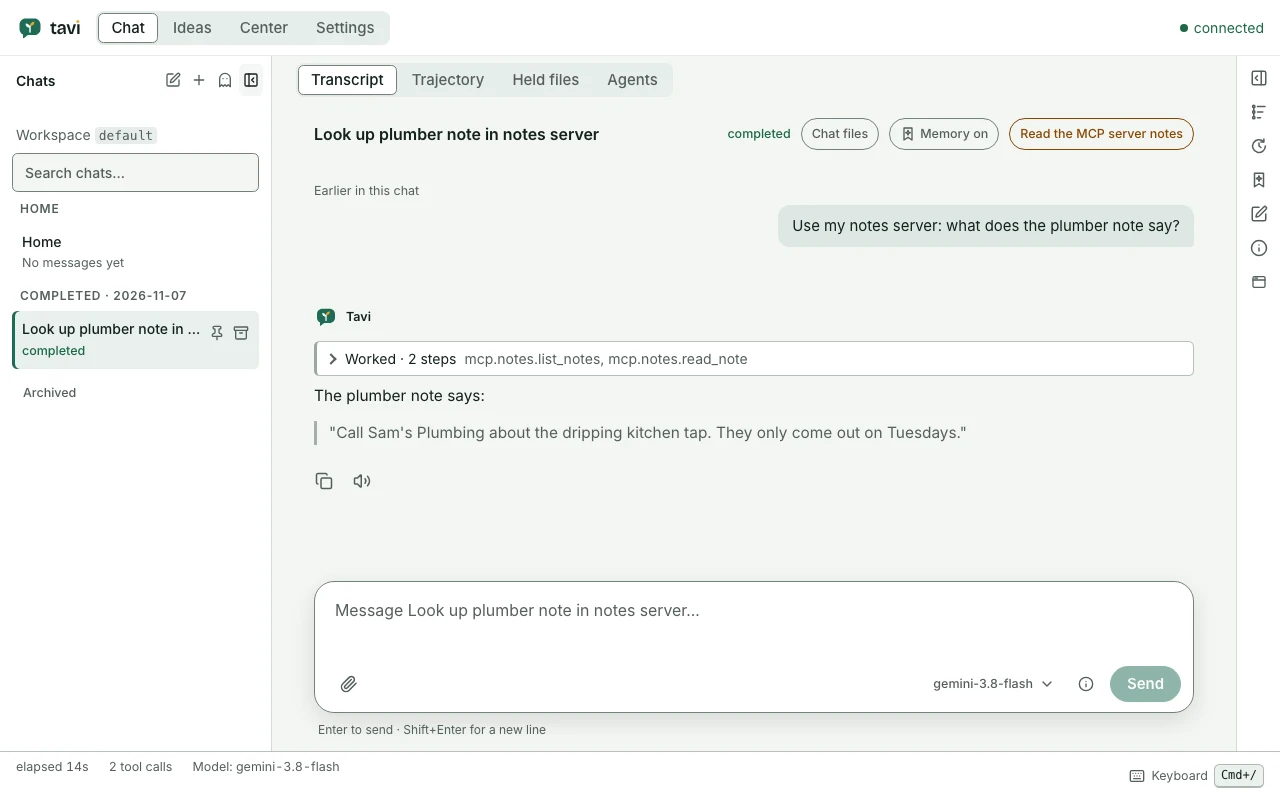 tavi
Chat Ideas Center Settings
connected
Chats
Workspace default
Search chats...
HOME
Home
No messages yet
COMPLETED · 2026-11-07
Look up plumber note in ...
completed
Archived
Transcript Trajectory Held files Agents
Look up plumber note in notes server
completed Chat files Memory on Read the MCP server notes
Earlier in this chat
Use my notes server: what does the plumber note say?
Tavi
Worked · 2 steps mcp.notes.list_notes, mcp.notes.read_note
The plumber note says:
"Call Sam's Plumbing about the dripping kitchen tap. They only come out on Tuesdays."
Message Look up plumber note in notes server...
gemini-3.8-flash
Send
Enter to send · Shift+Enter for a new line
elapsed 14s 2 tool calls Model: gemini-3.8-flash
Keyboard Cmd+/